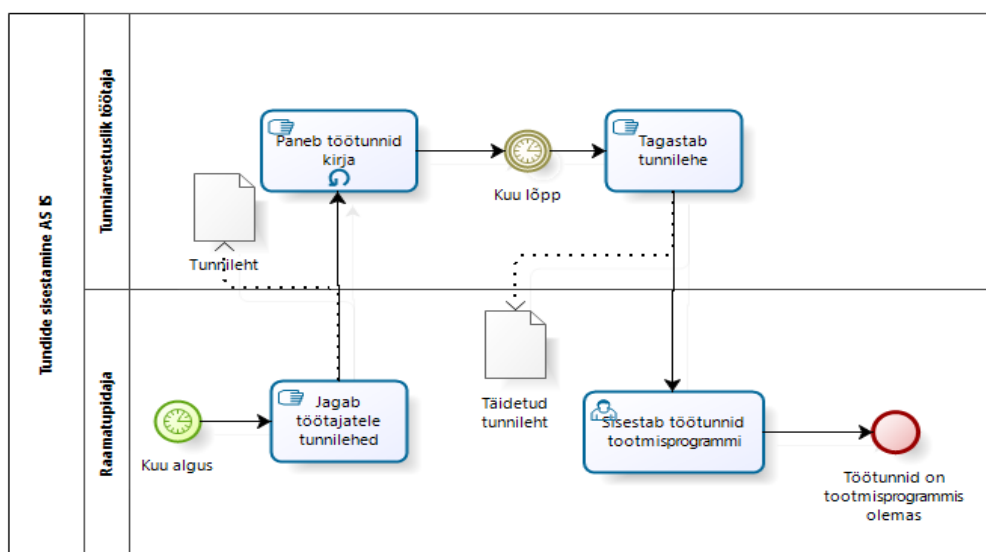 Tundide sisestamine AS IS
Tunniarvestuslik töötaja
Paneb töötunnid
kirja
Kuu lõpp
Tagastab
tunnilehe
Tunnileht
Raamatupidaja
Kuu algus
Jagab
töötajatele
tunnilehed
Täidetud
tunnileht
Sisestab töötunnid
tootmisprogrammi
Töötunnid on
tootmisprogrammis
olemas